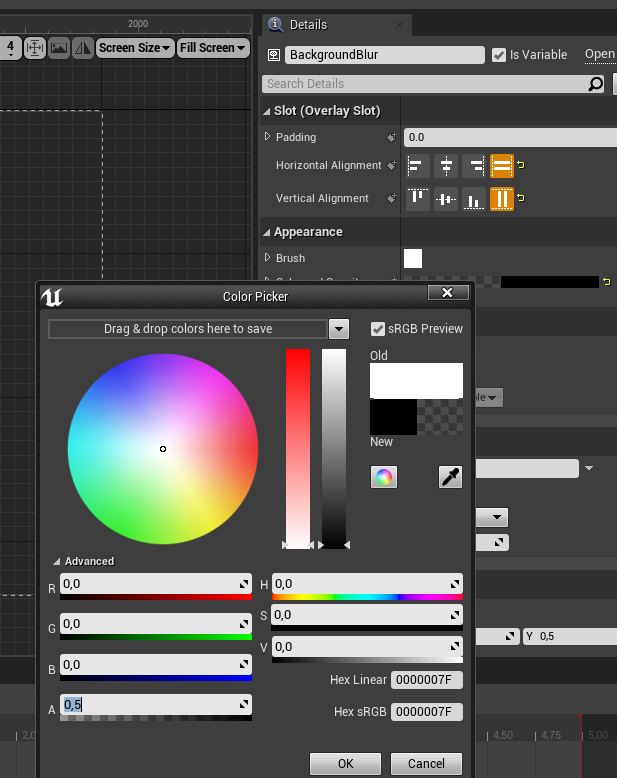 2000
Details
4
Screen Size
Fill Screen
BackgroundBlur
Is Variable
Open
Search Details
Slot (Overlay Slot)
Padding
0.0
Horizontal Alignment
Vertical Alignment
Appearance
Brush
Color Picker
Drag & drop colors here to save
sRGB Preview
Old
New
Advanced
R 0,0
H 0,0
G 0,0
S 0,0
B 0,0
V 0,0
Y 0,5
Hex Linear 0000007F
A 0,5
Hex sRGB 0000007F
4,50
4,75
5,00
OK
Cancel